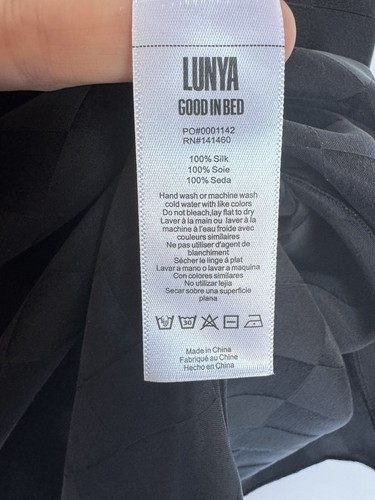 LUNYA
GOOD IN BED
PO#0001142
RN#141460
100% Silk
100% Soie
100% Seda
Hand wash or machine wash
cold water with like colors
Do not bleach,lay flat to dry
Laver à la main ou laver à la
machine à l'eau froide avec
couleurs similaires
Ne pas utiliser d'agent de
blanchiment
Sécher le linge á plat
Lavar a mano o lavar a maquina
Con colores similares
No utilizar lejia
Secar sobre una superficie
plana
30
Made in China
Fabriqué au Chine
Hecho en China